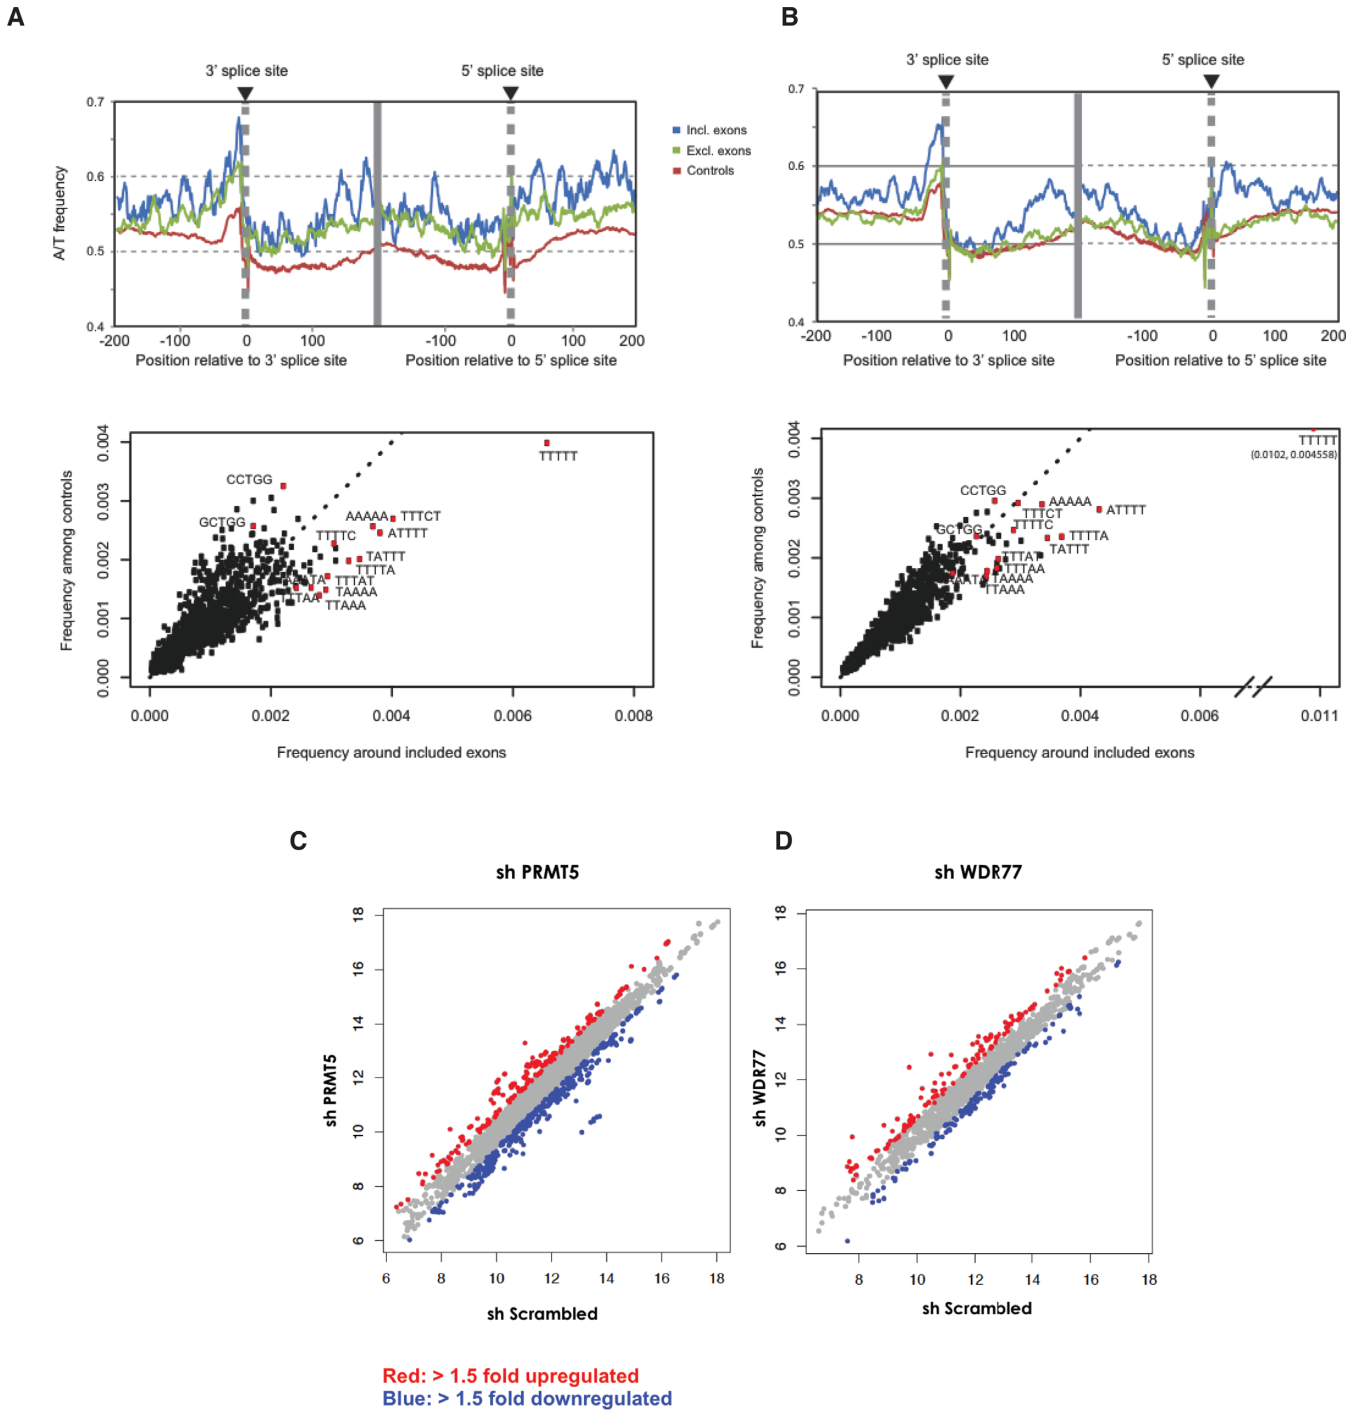 A
B
3' splice site
5' splice site
3' splice site
5' splice site
0.7
0.6
0.5
0.4
A/T frequency
Incl. exons
Excl. exons
Controls
0.7
0.6
0.5
0.4
-200
-100
0
100
-100
0
100
200
Position relative to 3' splice site
Position relative to 5' splice site
-200
-100
0
100
-100
0
100
200
Position relative to 3' splice site
Position relative to 5' splice site
0.004
0.003
0.002
0.001
0.000
Frequency among controls
TTTTT
CCTGG
GCTGG
AAAAA
TTTCT
ATTTT
TTTTC
TATTT
TTTTA
TTTAT
TAAAA
TTTAA
TTAAA
0.000
0.002
0.004
0.006
0.008
Frequency around included exons
0.004
0.003
0.002
0.001
0.000
Frequency among controls
TTTTT
(0.0102, 0.004558)
CCTGG
AAAAA
ATTTT
TTTCT
GCTGG
TTTTC
TTTTA
TATTT
TTTAT
TTTAA
TAAAA
TTAAA
0.000
0.002
0.004
0.006
0.011
Frequency around included exons
C
D
sh PRMT5
sh WDR77
18
16
14
12
10
8
6
sh PRMT5
6
8
10
12
14
16
18
sh Scrambled
18
16
14
12
10
8
6
sh WDR77
8
10
12
14
16
18
sh Scrambled
Red: > 1.5 fold upregulated
Blue: > 1.5 fold downregulated